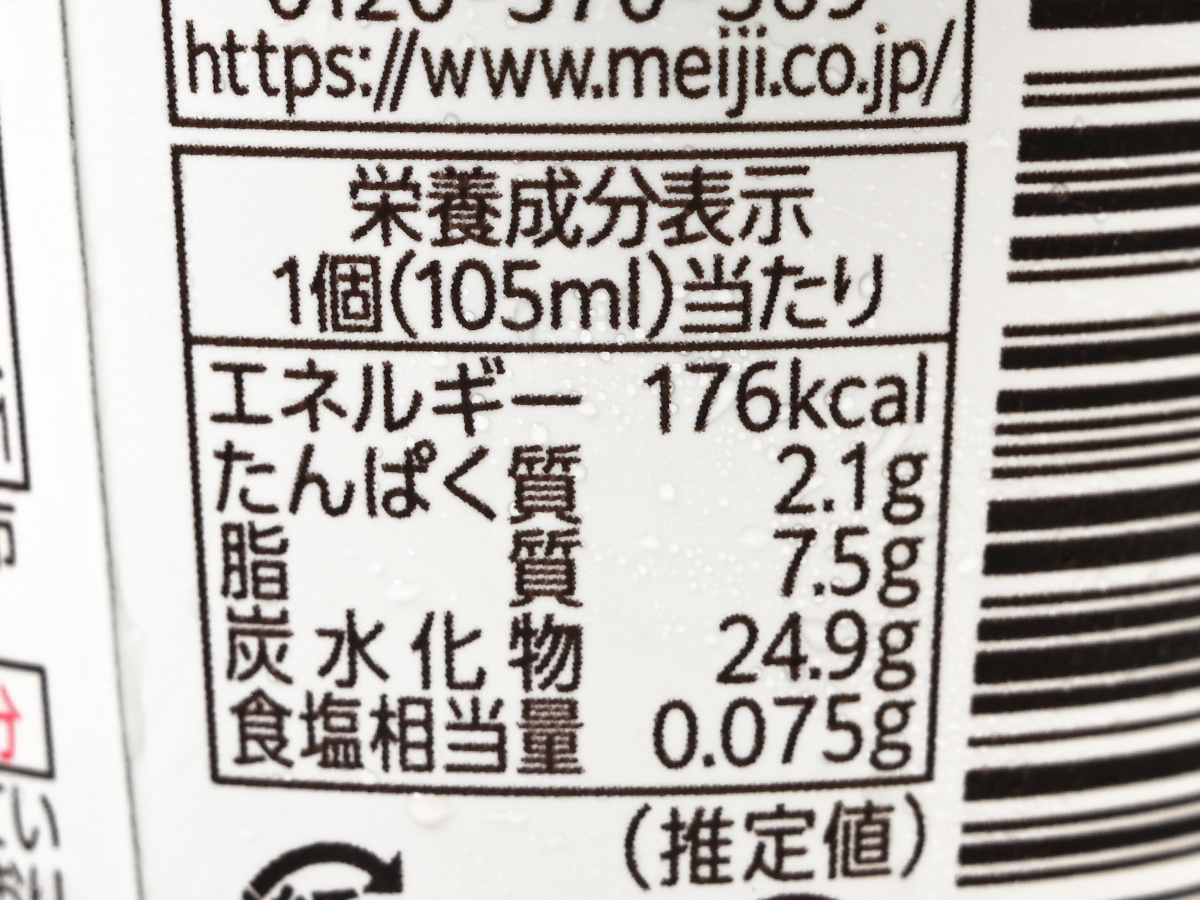 https://www.meiji.co.jp/
栄養成分表示
1個(105ml)当たり
エネルギー 176kcal
たんぱく質 2.1g
脂質 7.5g
炭水化物 24.9g
食塩相当量 0.075g
(推定値)
分
い